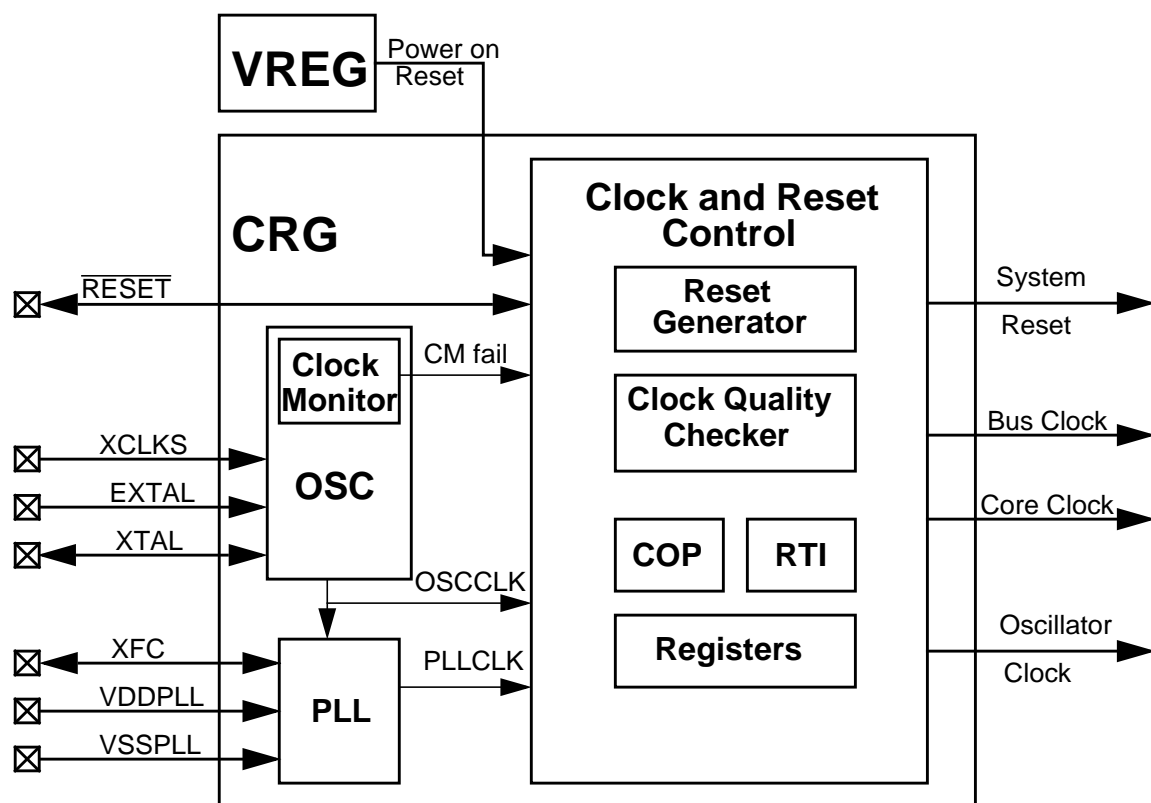 VREG
Power on
Reset
CRG
Clock and Reset
Control
RESET
Reset
Generator
System
Reset
Clock
Monitor
CM fail
Clock Quality
Checker
Bus Clock
XCLKS
OSC
EXTAL
Core Clock
XTAL
COP
RTI
OSCCLK
XFC
Registers
Oscillator
Clock
PLLCLK
VDDPLL
PLL
VSSPLL